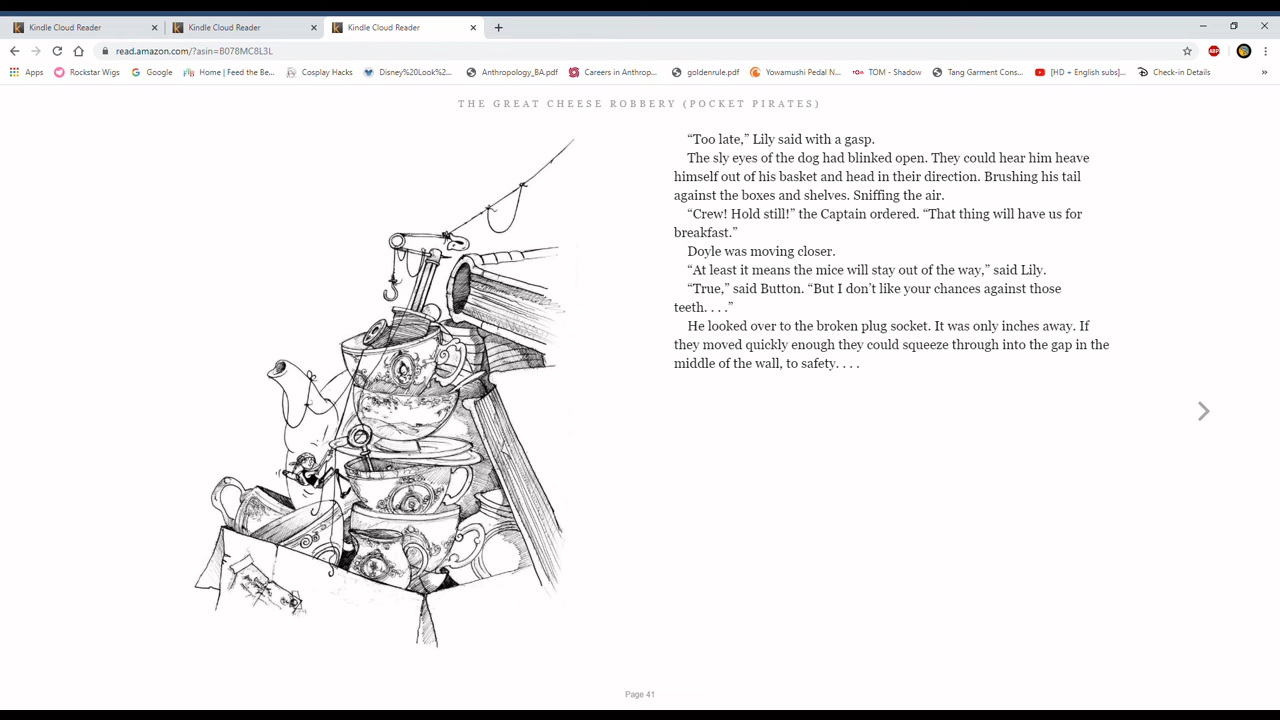 Kindle Cloud Reader
Kindle Cloud Reader
Kindle Cloud Reader
read.amazon.com/?asin=B078MC8L3L
Apps
Rockstar Wigs
Google
Home | Feed the Be...
Cosplay Hacks
Disney%20Look%2...
Anthropology_BA.pdf
Careers in Anthrop...
goldenrule.pdf
Yowamushi Pedal N...
TOM - Shadow
Tang Garment Cons...
[HD + English subs]...
Check-in Details
THE GREAT CHEESE ROBBERY (POCKET PIRATES)
“Too late,” Lily said with a gasp.
The sly eyes of the dog had blinked open. They could hear him heave
himself out of his basket and head in their direction. Brushing his tail
against the boxes and shelves. Sniffing the air.
“Crew! Hold still!” the Captain ordered. “That thing will have us for
breakfast.”
Doyle was moving closer.
“At least it means the mice will stay out of the way,” said Lily.
“True,” said Button. “But I don’t like your chances against those
teeth. . . .”
He looked over to the broken plug socket. It was only inches away. If
they moved quickly enough they could squeeze through into the gap in the
middle of the wall, to safety. . . .
Page 41